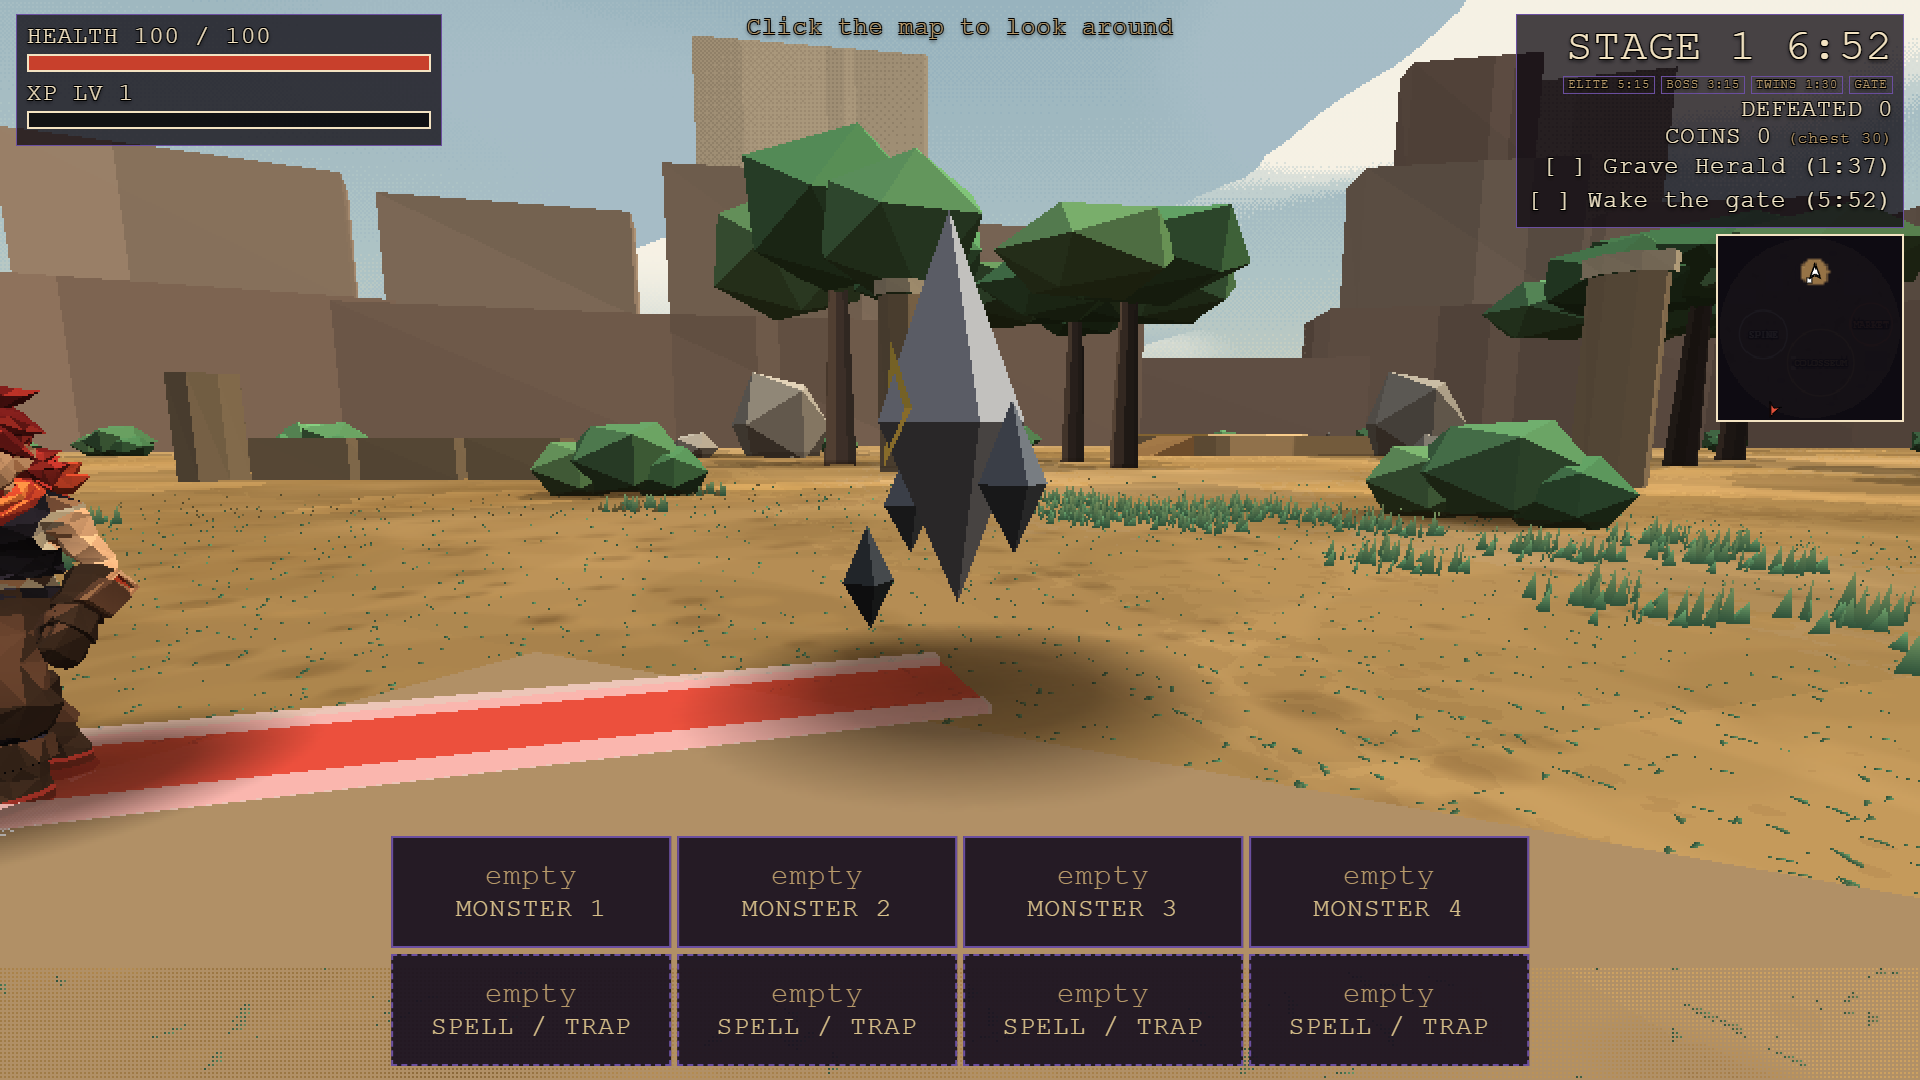 HEALTH 100 / 100
XP LV 1
Click the map to look around
STAGE 1 6:52
ELITE 5:15 BOSS 3:15 TWINS 1:30 GATE
DEFEATED 0
COINS 0 (chest 30)
[ ] Grave Herald (1:37)
[ ] Wake the gate (5:52)
empty
MONSTER 1
empty
MONSTER 2
empty
MONSTER 3
empty
MONSTER 4
empty
SPELL / TRAP
empty
SPELL / TRAP
empty
SPELL / TRAP
empty
SPELL / TRAP